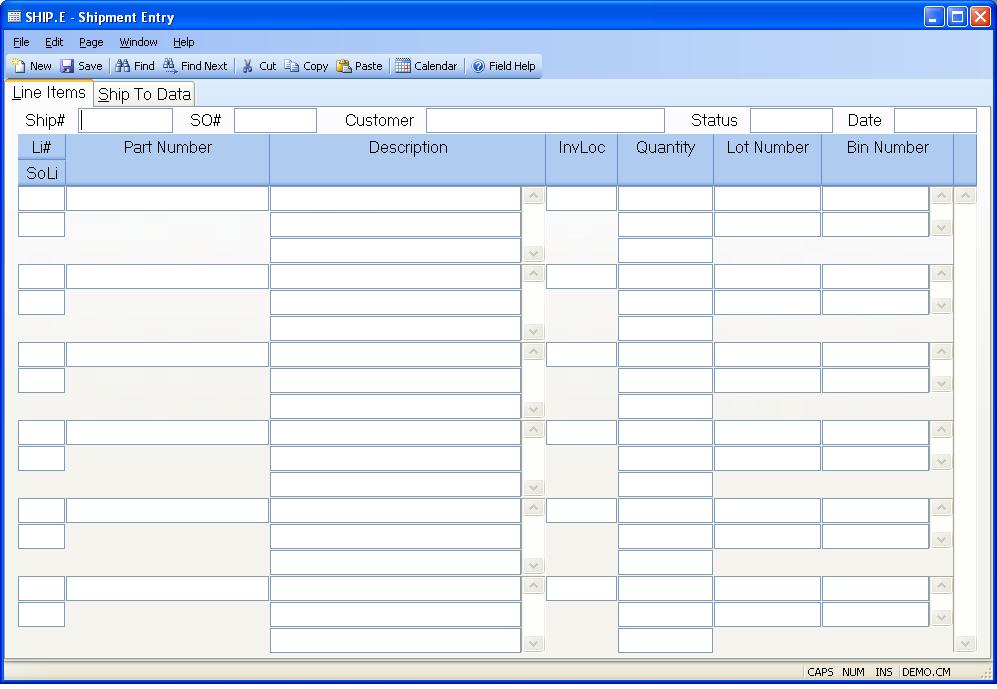 SHIP.E - Shipment Entry
File Edit Page Window Help
New Save Find Find Next Cut Copy Paste Calendar Field Help
Line Items Ship To Data
Ship# SO# Customer Status Date
Li# Part Number Description InvLoc Quantity Lot Number Bin Number
SoLi
CAPS NUM INS DEMO.CM